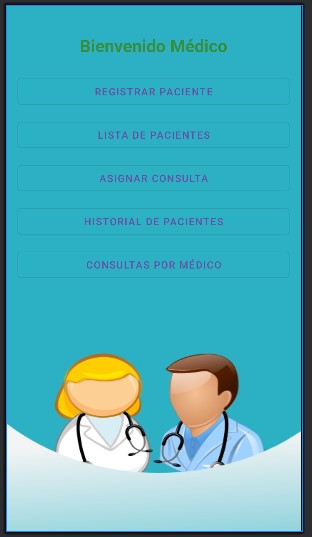 Bienvenido Médico
REGISTRAR PACIENTE
LISTA DE PACIENTES
ASIGNAR CONSULTA
HISTORIAL DE PACIENTES
CONSULTAS POR MÉDICO